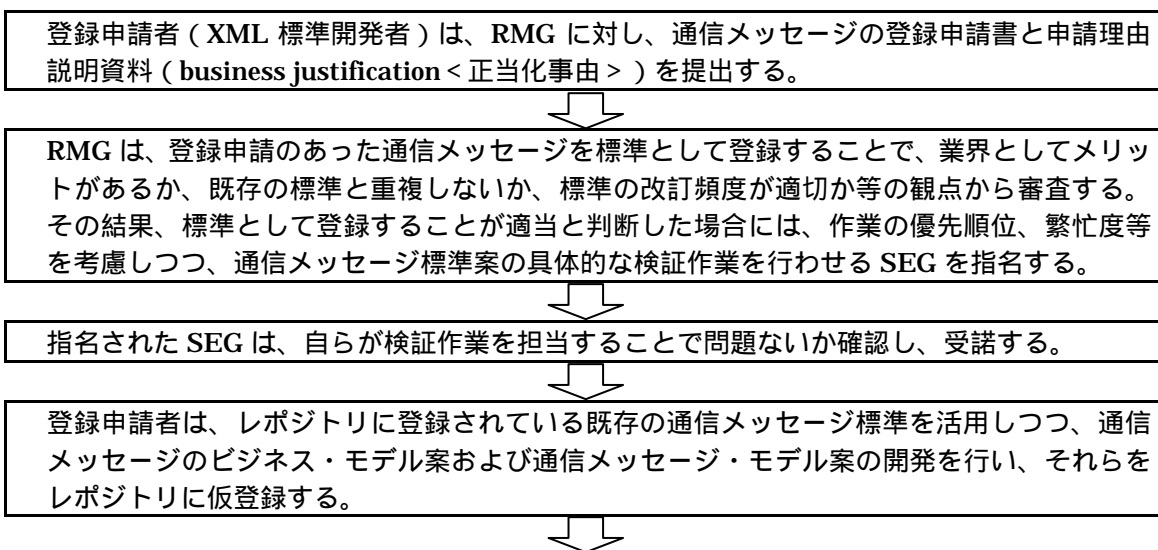 登録申請者（XML 標準開発者）は、RMG に対し、通信メッセージの登録申請書と申請理由
説明資料（business justification＜正当化事由＞）を提出する。
RMG は、登録申請のあった通信メッセージを標準として登録することで、業界としてメリッ
トがあるか、既存の標準と重複しないか、標準の改訂頻度が適切か等の観点から審査する。
その結果、標準として登録することが適当と判断した場合には、作業の優先順位、繁忙度等
を考慮しつつ、通信メッセージ標準案の具体的な検証作業を行わせる SEG を指名する。
指名された SEG は、自らが検証作業を担当することで問題ないか確認し、受諾する。
登録申請者は、レポジトリに登録されている既存の通信メッセージ標準を活用しつつ、通信
メッセージのビジネス・モデル案および通信メッセージ・モデル案の開発を行い、それらを
レポジトリに仮登録する。